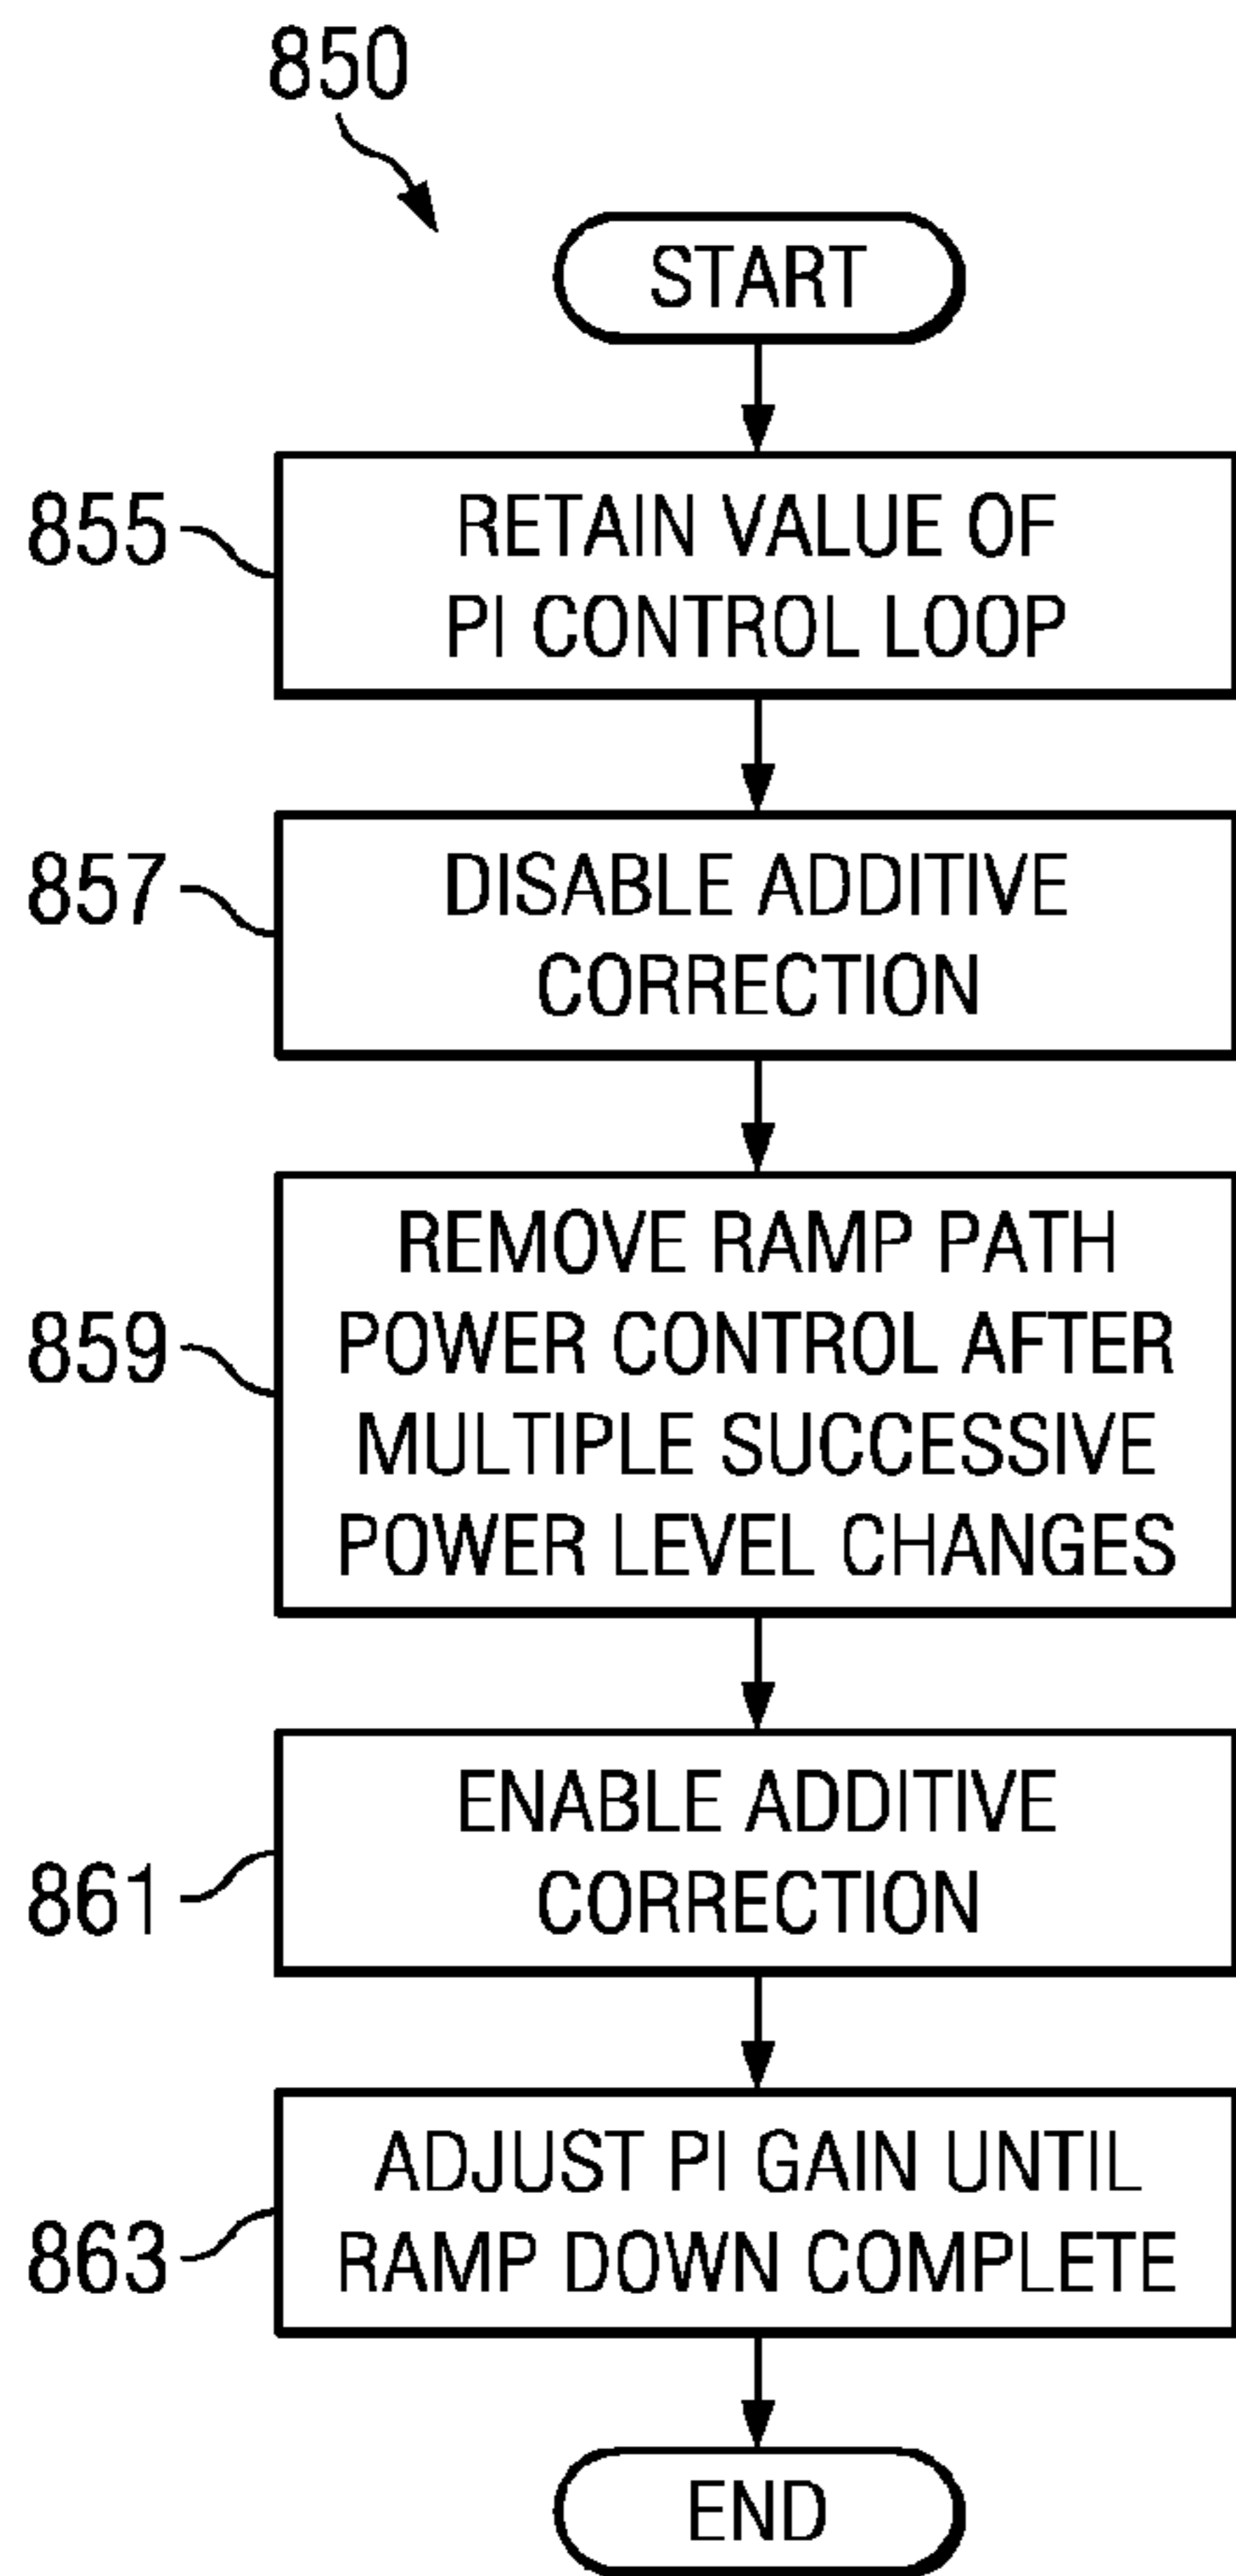 850
START
855
RETAIN VALUE OF
PI CONTROL LOOP
857
DISABLE ADDITIVE
CORRECTION
859
REMOVE RAMP PATH
POWER CONTROL AFTER
MULTIPLE SUCCESSIVE
POWER LEVEL CHANGES
861
ENABLE ADDITIVE
CORRECTION
863
ADJUST PI GAIN UNTIL
RAMP DOWN COMPLETE
END